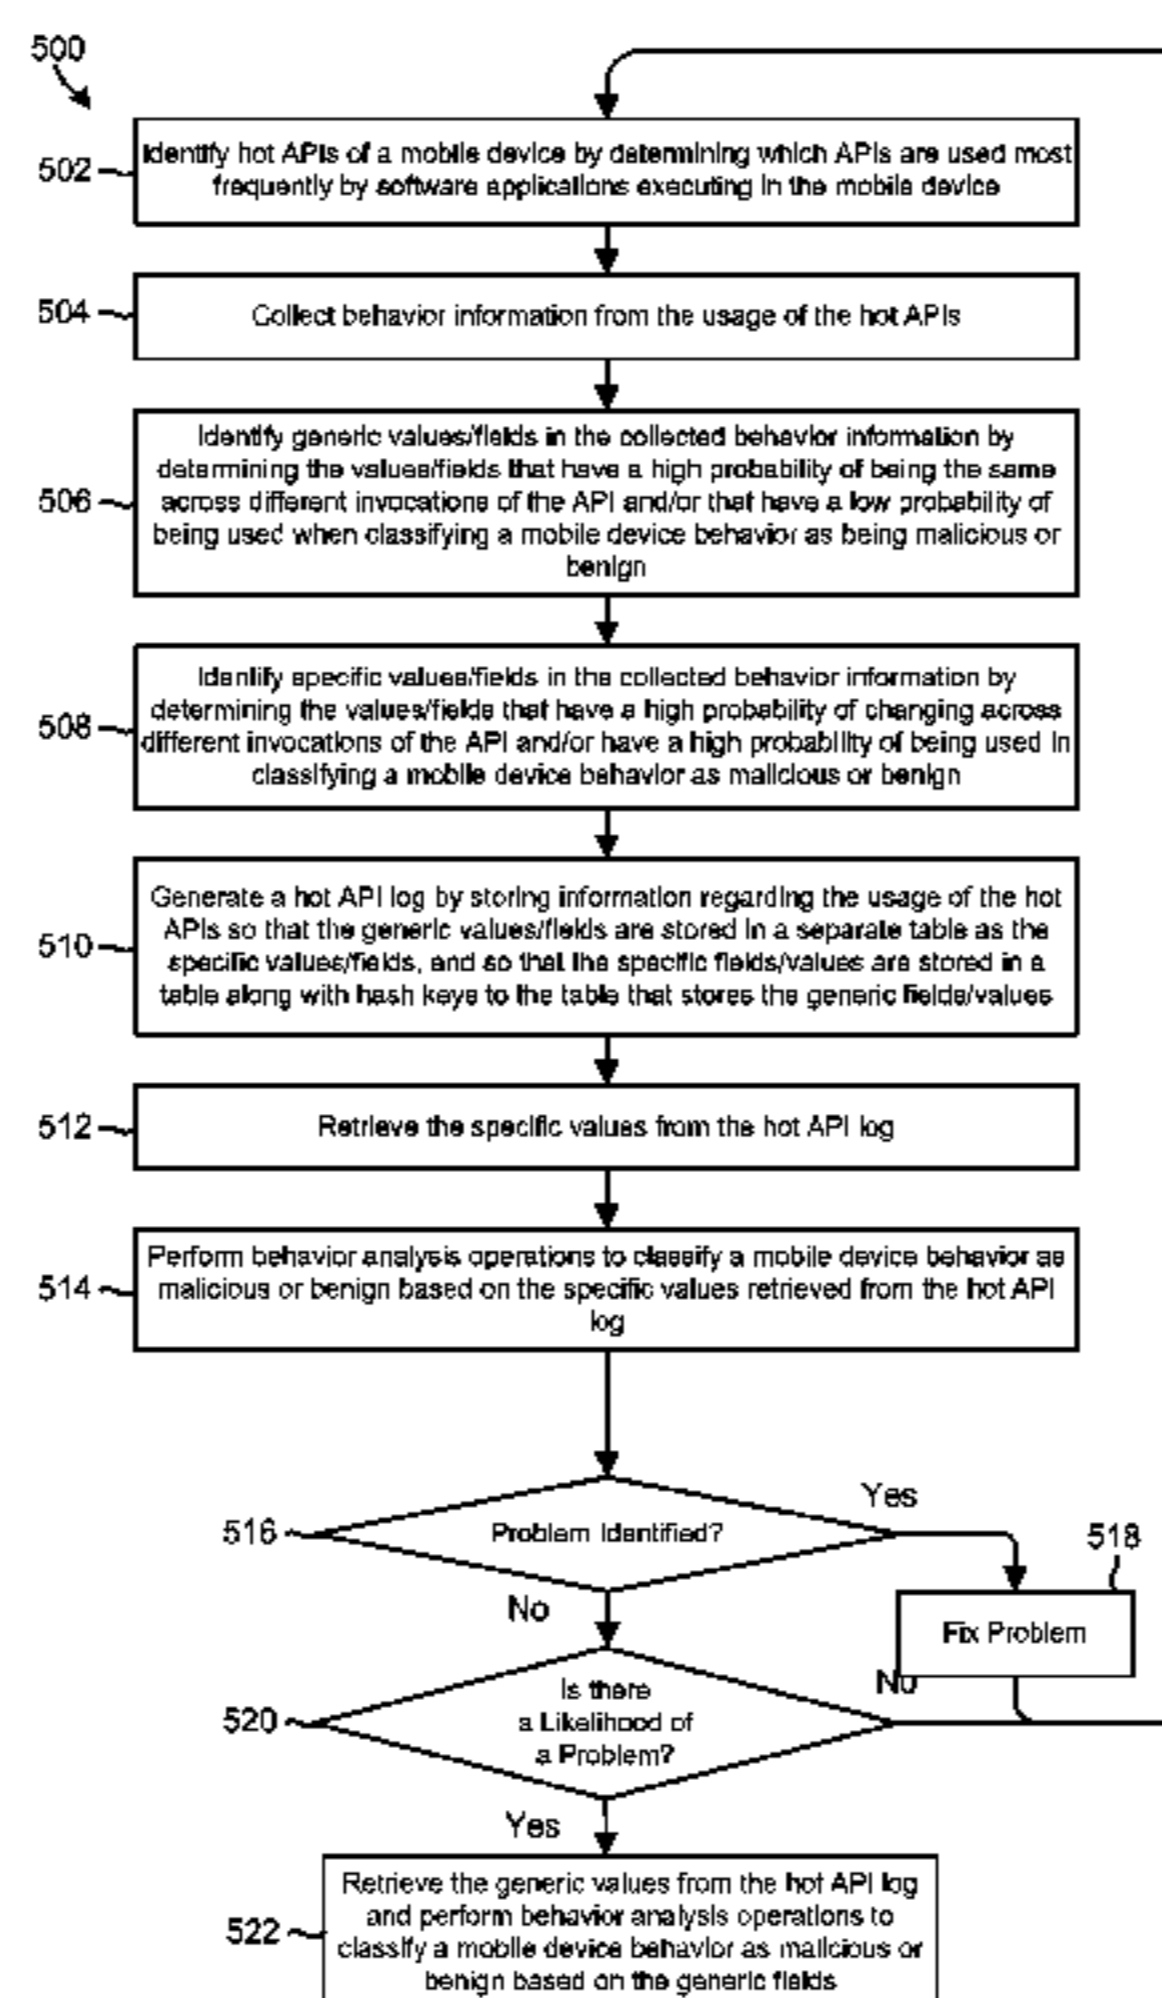 500
502
Identify hot APIs of a mobile device by determining which APIs are used most
frequently by software applications executing in the mobile device
504
Collect behavior information from the usage of the hot APIs
506
Identify generic values/fields in the collected behavior information by
determining the values/fields that have a high probability of being the same
across different invocations of the API and/or that have a low probability of
being used when classifying a mobile device behavior as being malicious or
benign
508
Identify specific values/fields in the collected behavior information by
determining the values/fields that have a high probability of changing across
different invocations of the API and/or have a high probability of being used in
classifying a mobile device behavior as malicious or benign
510
Generate a hot API log by storing information regarding the usage of the hot
APIs so that the generic values/fields are stored in a separate table as the
specific values/fields, and so that the specific fields/values are stored in a
table along with hash keys to the table that stores the generic fields/values
512
Retrieve the specific values from the hot API log
514
Perform behavior analysis operations to classify a mobile device behavior as
malicious or benign based on the specific values retrieved from the hot API
log
516
Problem Identified?
Yes
518
Fix Problem
No
520
Is there
a Likelihood of
a Problem?
No
Yes
522
Retrieve the generic values from the hot API log
and perform behavior analysis operations to
classify a mobile device behavior as malicious or
benign based on the generic fields